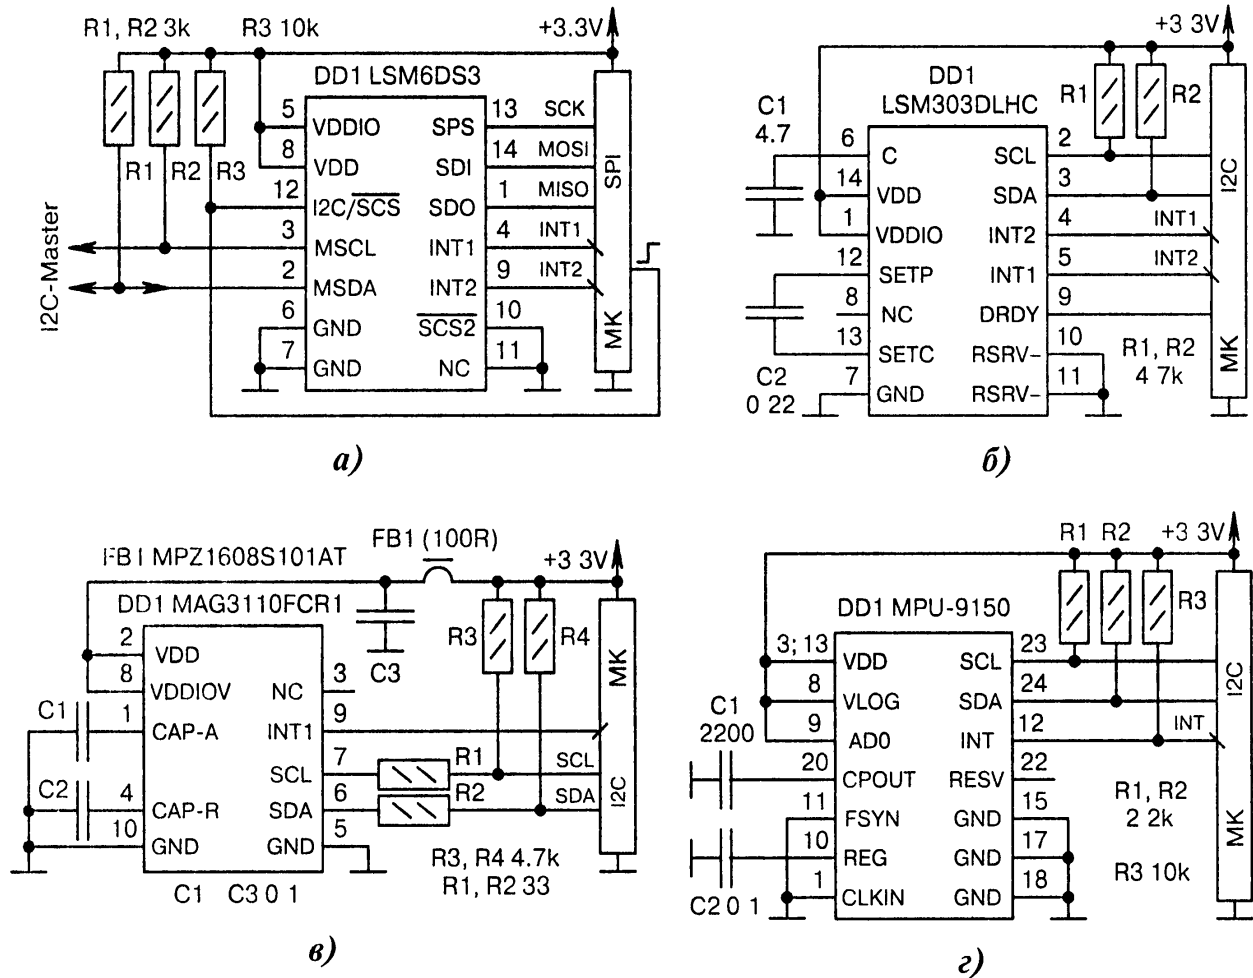 R1, R2 3k
R3 10k
+3.3V
DD1 LSM6DS3
R1
R2
R3
5
VDDIO
SPS
13
SCK
8
VDD
SDI
14
MOSI
12
I2C/SCS
SDO
1
MISO
3
MSCL
INT1
4
INT1
2
MSDA
INT2
9
INT2
6
GND
SCS2
10
7
GND
NC
11
I2C-Master
SPI
MK
а)
+3 3V
DD1
LSM303DLHC
R1
R2
C1
4.7
6
C
SCL
2
14
VDD
SDA
3
1
VDDIO
INT2
4
INT1
12
SETP
INT1
5
INT2
8
NC
DRDY
9
13
SETC
RSRV–
10
7
GND
RSRV–
11
C2
0 22
R1, R2
4 7k
I2C
MK
б)
FB1 MPZ1608S101AT
FB1 (100R)
+3 3V
DD1 MAG3110FCR1
R3
R4
C3
2
VDD
8
VDDIOV
NC
3
C1
1
CAP-A
INT1
9
SCL
7
R1
SCL
C2
4
CAP-R
SDA
6
R2
SDA
10
GND
GND
5
R3, R4 4.7k
R1, R2 33
C1 C3 0 1
MK
I2C
в)
R1 R2
+3 3V
R3
DD1 MPU-9150
3; 13
VDD
SCL
23
8
VLOG
SDA
24
9
AD0
INT
12
INT
C1
2200
20
CPOUT
RESV
22
11
FSYN
GND
15
10
REG
GND
17
1
CLKIN
GND
18
C2 0 1
R1, R2
2 2k
R3 10k
I2C
MK
г)